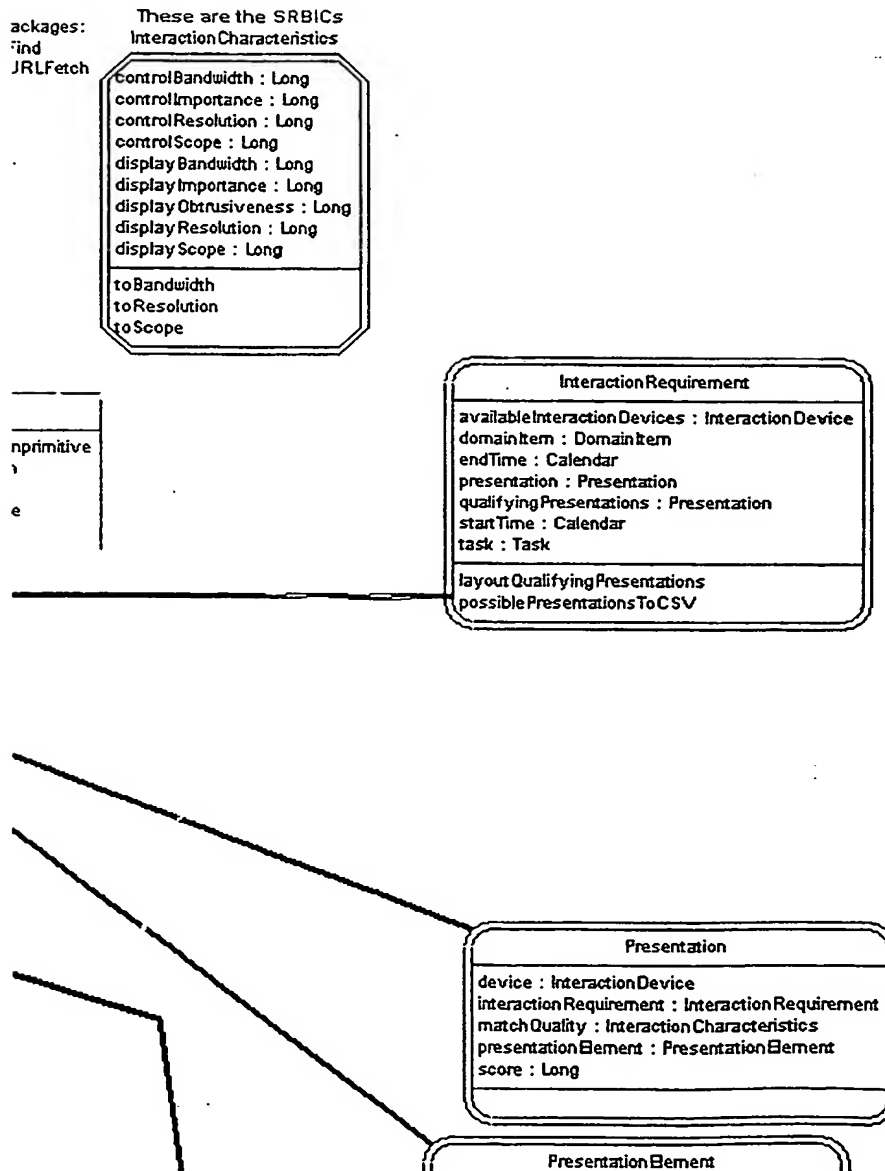 ackages:
Find
URLFetch
These are the SRBICs
Interaction Characteristics
controlBandwidth : Long
controlImportance : Long
controlResolution : Long
controlScope : Long
displayBandwidth : Long
displayImportance : Long
displayObtrusiveness : Long
displayResolution : Long
displayScope : Long
toBandwidth
toResolution
toScope
Interaction Requirement
availableInteractionDevices : InteractionDevice
domainItem : DomainItem
endTime : Calendar
presentation : Presentation
qualifyingPresentations : Presentation
startTime : Calendar
task : Task
layoutQualifyingPresentations
possiblePresentationsToCSV
nprimitive
e
Presentation
device : InteractionDevice
interactionRequirement : InteractionRequirement
matchQuality : InteractionCharacteristics
presentationElement : PresentationElement
score : Long
PresentationElement